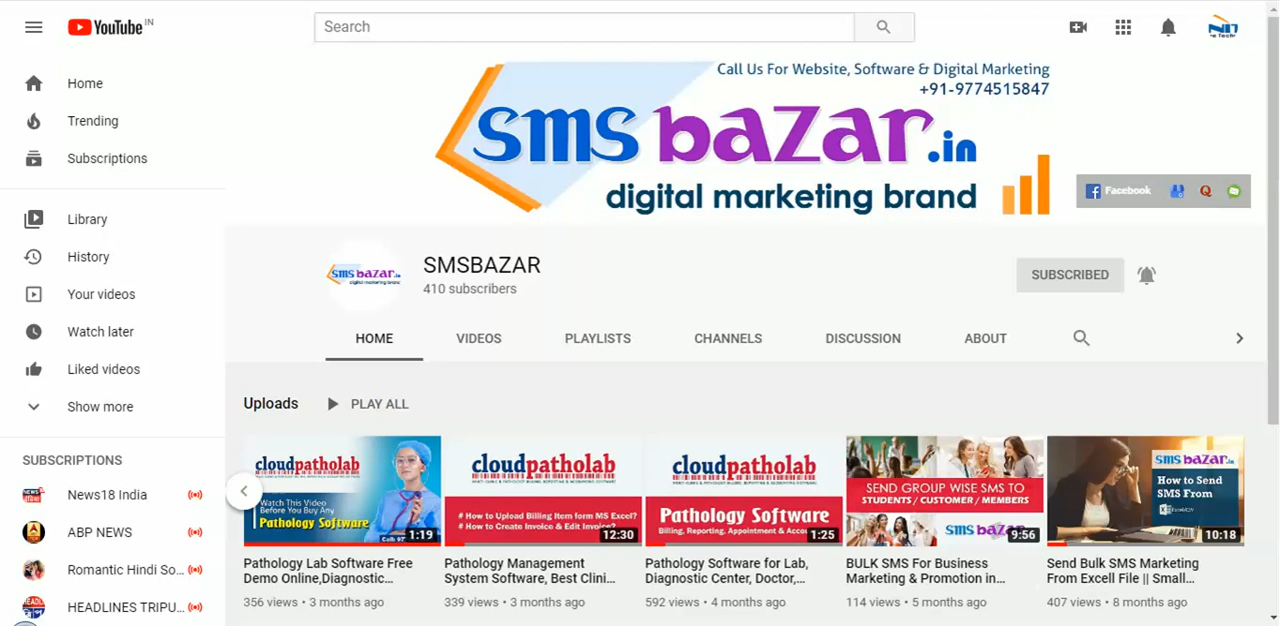 YouTube IN
Search
Home
Trending
Subscriptions
Library
History
Your videos
Watch later
Liked videos
Show more
SUBSCRIPTIONS
News18 India
ABP NEWS
Romantic Hindi So...
HEADLINES TRIPU...
Call Us For Website, Software & Digital Marketing
+91-9774515847
sms bazar.in
digital marketing brand
Facebook
sms bazar.in
digital marketing brand
SMSBAZAR
410 subscribers
SUBSCRIBED
HOME VIDEOS PLAYLISTS CHANNELS DISCUSSION ABOUT
Uploads PLAY ALL
cloudpatholab
Watch This Video
Before You Buy Any
Pathology Software
1:19
Pathology Lab Software Free
Demo Online,Diagnostic...
356 views • 3 months ago
cloudpatholab
# How to Upload Billing Item form MS Excel?
# How to Create Invoice & Edit Invoice?
12:30
Pathology Management
System Software, Best Clini...
339 views • 3 months ago
cloudpatholab
Pathology Software
Billing, Reporting, Appointment &
1:25
Pathology Software for Lab,
Diagnostic Center, Doctor,...
592 views • 4 months ago
SEND GROUP WISE SMS TO
STUDENTS / CUSTOMER / MEMBERS
sms bazar
9:56
BULK SMS For Business
Marketing & Promotion in...
114 views • 5 months ago
sms bazar.in
How to Send
SMS From
10:18
Send Bulk SMS Marketing
From Excell File || Small...
407 views • 8 months ago